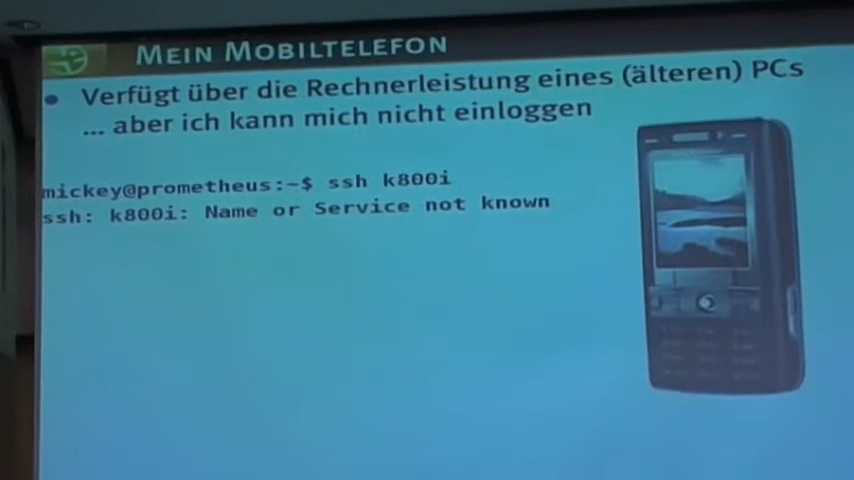 MEIN MOBILTELEFON
Verfügt über die Rechnerleistung eines (älteren) PCs
... aber ich kann mich nicht einloggen
mickey@prometheus:~$ ssh k800i
ssh: k800i: Name or Service not known